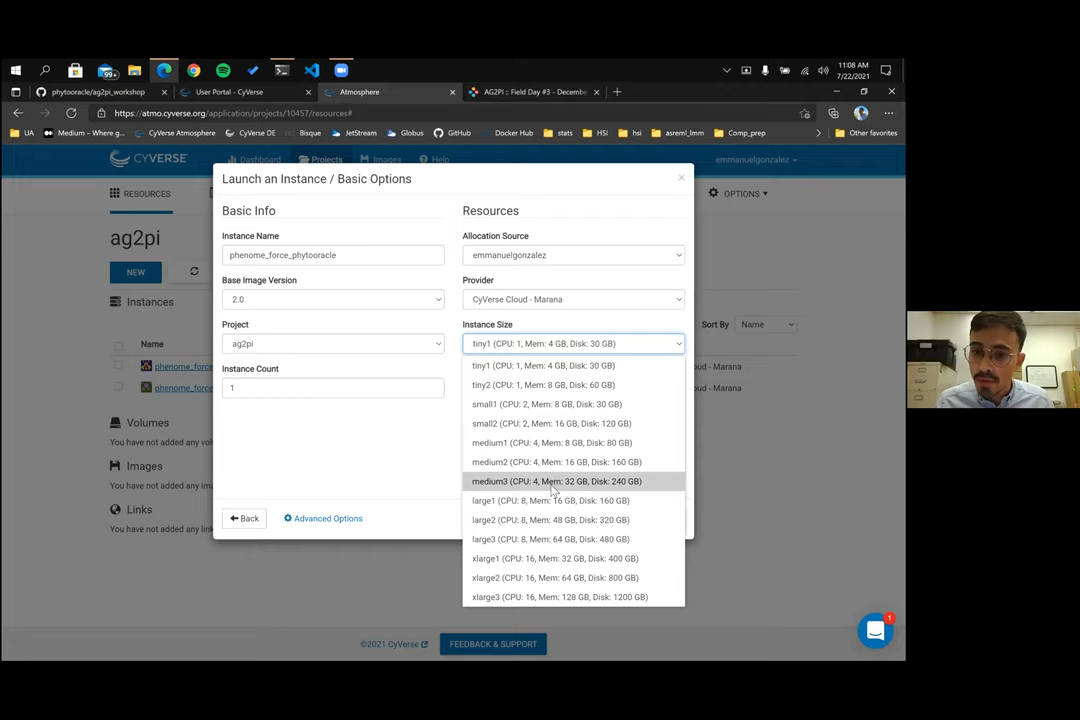 11:08 AM
7/22/2021
99+
phytooracle/ag2pi_workshop
User Portal - CyVerse
Atmosphere
AG2PI :: Field Day #3 - Decembe
https://atmo.cyverse.org/application/projects/10457/resources#
UA
Medium – Where g...
CyVerse Atmosphere
CyVerse DE
Bisque
JetStream
Globus
GitHub
Docker Hub
stats
HSI
hsi
asreml_lmm
Comp_prep
Other favorites
CYVERSE
Dashboard
Projects
Images
Help
emmanuelgonzalez
RESOURCES
OPTIONS
ag2pi
NEW
Instances
Name
phenome_force
phenome_force
Sort By
Name
oud - Marana
oud - Marana
Volumes
You have not added any vol
Images
You have not added any ima
Links
You have not added any link
Launch an Instance / Basic Options
Basic Info
Instance Name
phenome_force_phytooracle
Base Image Version
2.0
Project
ag2pi
Instance Count
1
Back
Advanced Options
Resources
Allocation Source
emmanuelgonzalez
Provider
CyVerse Cloud - Marana
Instance Size
tiny1 (CPU: 1, Mem: 4 GB, Disk: 30 GB)
tiny1 (CPU: 1, Mem: 4 GB, Disk: 30 GB)
tiny2 (CPU: 1, Mem: 8 GB, Disk: 60 GB)
small1 (CPU: 2, Mem: 8 GB, Disk: 30 GB)
small2 (CPU: 2, Mem: 16 GB, Disk: 120 GB)
medium1 (CPU: 4, Mem: 8 GB, Disk: 80 GB)
medium2 (CPU: 4, Mem: 16 GB, Disk: 160 GB)
medium3 (CPU: 4, Mem: 32 GB, Disk: 240 GB)
large1 (CPU: 8, Mem: 16 GB, Disk: 160 GB)
large2 (CPU: 8, Mem: 48 GB, Disk: 320 GB)
large3 (CPU: 8, Mem: 64 GB, Disk: 480 GB)
xlarge1 (CPU: 16, Mem: 32 GB, Disk: 400 GB)
xlarge2 (CPU: 16, Mem: 64 GB, Disk: 800 GB)
xlarge3 (CPU: 16, Mem: 128 GB, Disk: 1200 GB)
©2021 CyVerse
FEEDBACK & SUPPORT
1